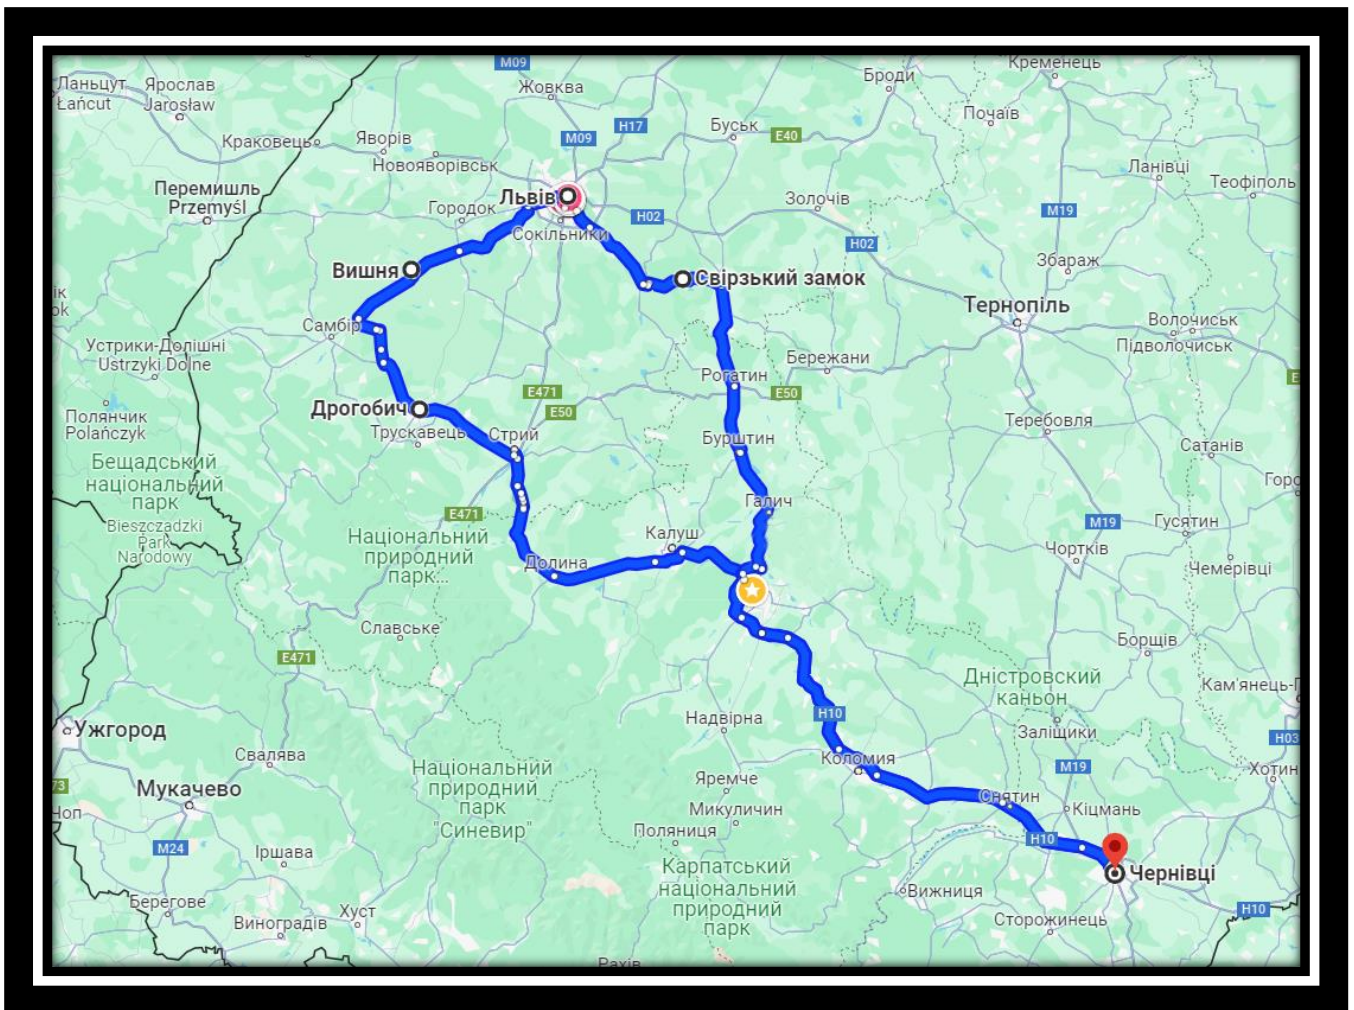 M09
Кременець
Броди
Ланьцут
Łańcut
Ярослав
Jarosław
Жовква
Почаїв
H17
Буськ
E40
M09
Яворів
Краковець
Новояворівськ
Ланівці
Теофіполь
Перемишль
Przemyśl
Львів
Городок
Золочів
H02
M19
Сокільники
H02
Вишня
Свірзький замок
Збараж
Тернопіль
Самбір
Волочиськ
Підволочиськ
Устрики-Долішні
Ustrzyki Dolne
Бережани
Рогатин
E471
E50
E50
Дрогобич
Полянчик
Polańczyk
Трускавець
Стрий
Бурштин
Теребовля
Сатанів
Бещадський
національний
парк
Bieszczadzki
Park
Narodowy
E471
Галич
M19
Гусятин
Національний
природний
парк...
Калуш
Чортків
Долина
Чемерівці
Славське
Борщів
E471
Дністровский
каньон
Кам'янець-П
H10
Надвірна
Заліщики
H03
Ужгород
Свалява
Коломия
M19
Хотин
Національний
природний
парк
"Синевир"
Яремче
Мукачево
Снятин
Кіцмань
Микуличин
Поляниця
H10
M24
Іршава
Карпатський
національний
природний
парк
Чернівці
Вижниця
Берегове
Хуст
Виноградів
Сторожинець
H10
Рахів